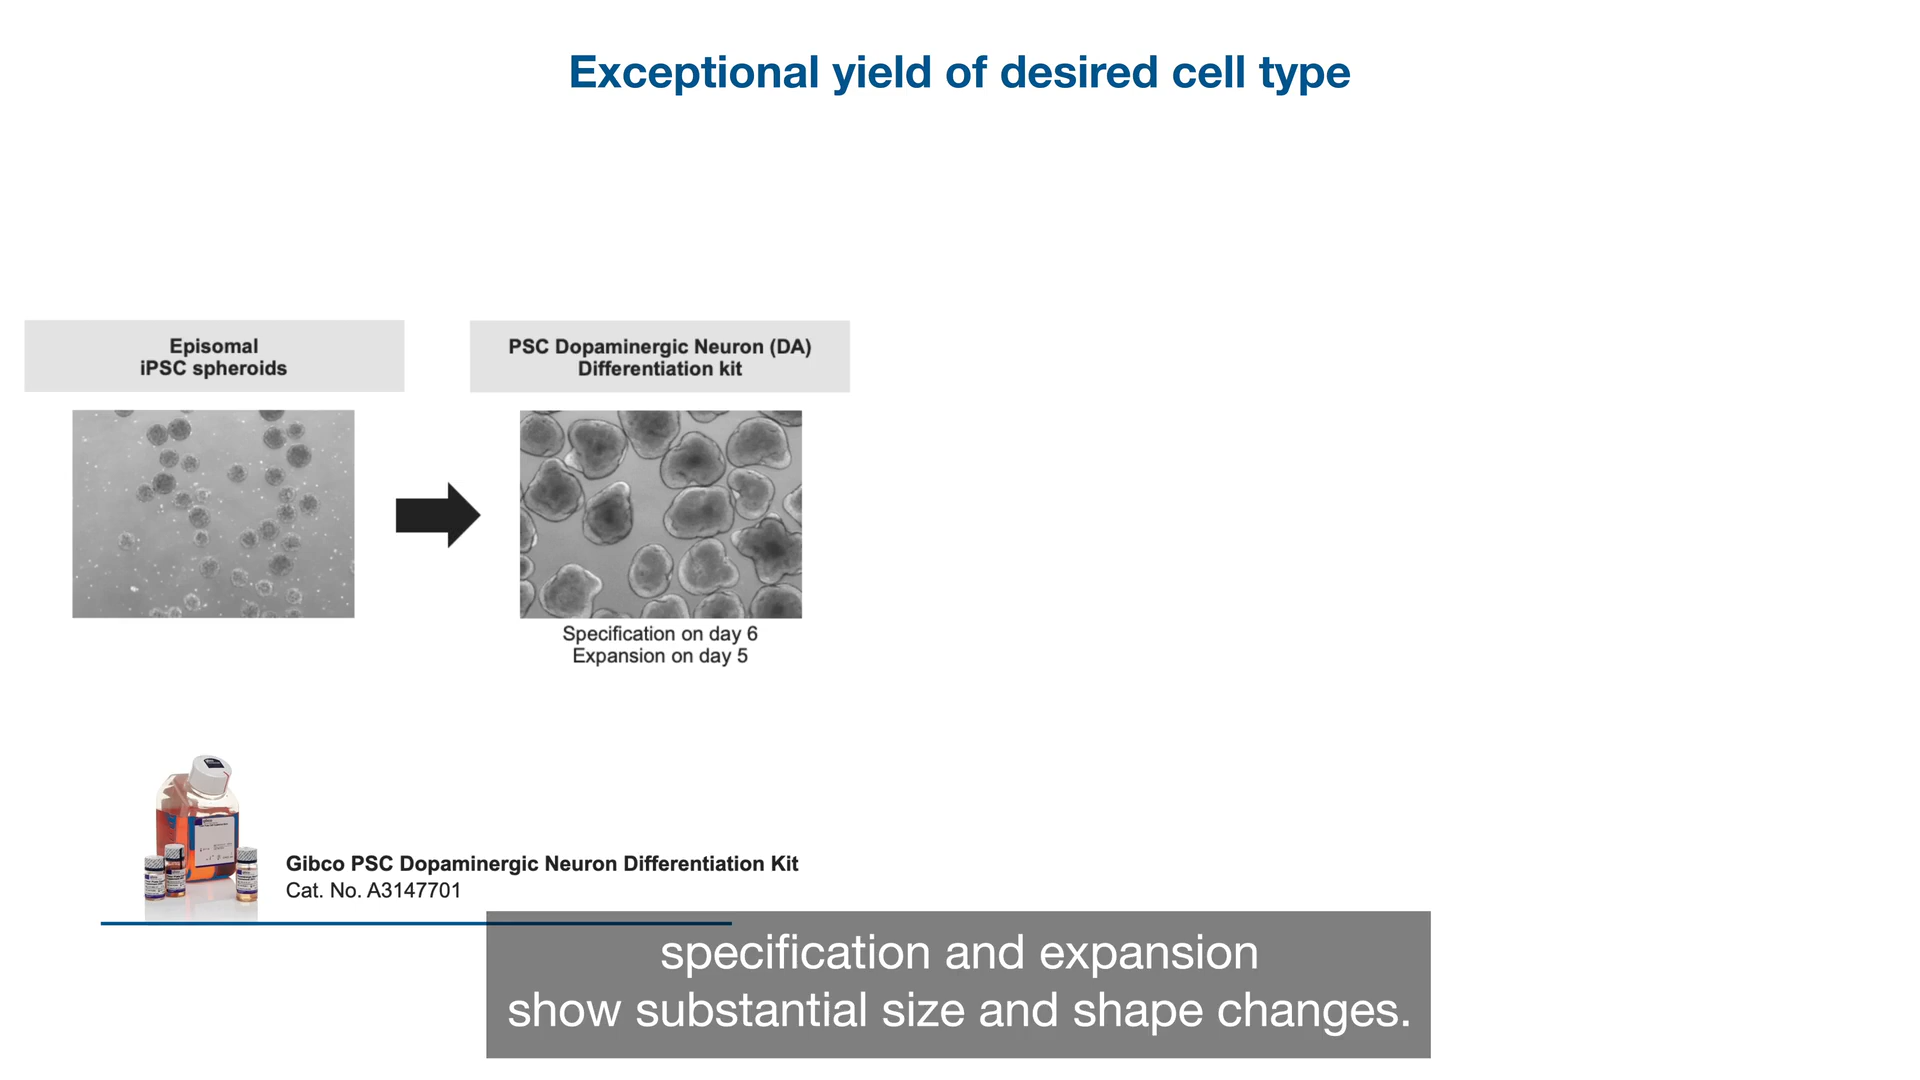 Exceptional yield of desired cell type
Episomal
iPSC spheroids
PSC Dopaminergic Neuron (DA)
Differentiation kit
Specification on day 6
Expansion on day 5
Gibco PSC Dopaminergic Neuron Differentiation Kit
Cat. No. A3147701
specification and expansion
show substantial size and shape changes.